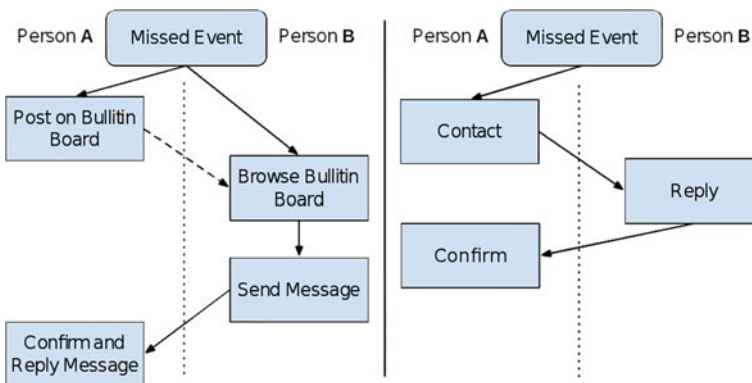 Person A
Missed Event
Person B
Post on Bullitin
Board
Browse Bullitin
Board
Send Message
Confirm and
Reply Message
Person A
Missed Event
Person B
Contact
Reply
Confirm